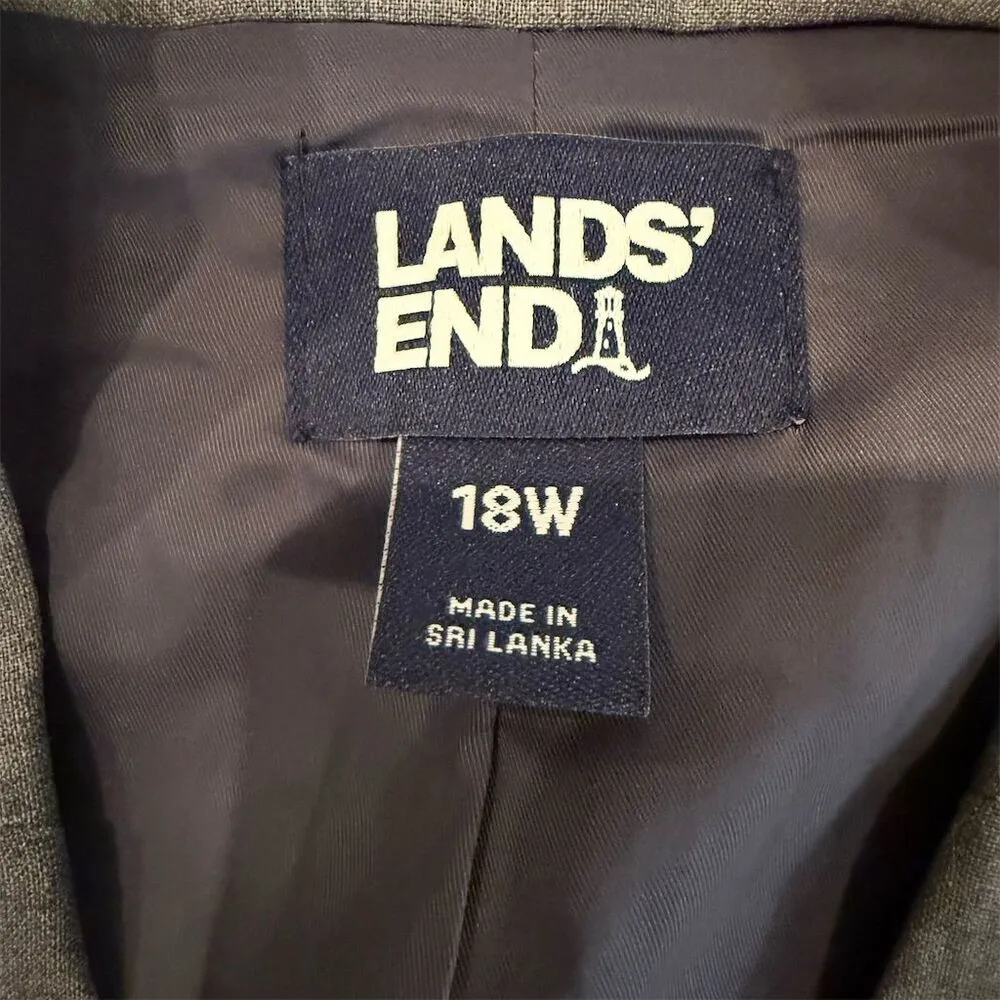 LANDS'
END
18W
MADE IN
SRI LANKA